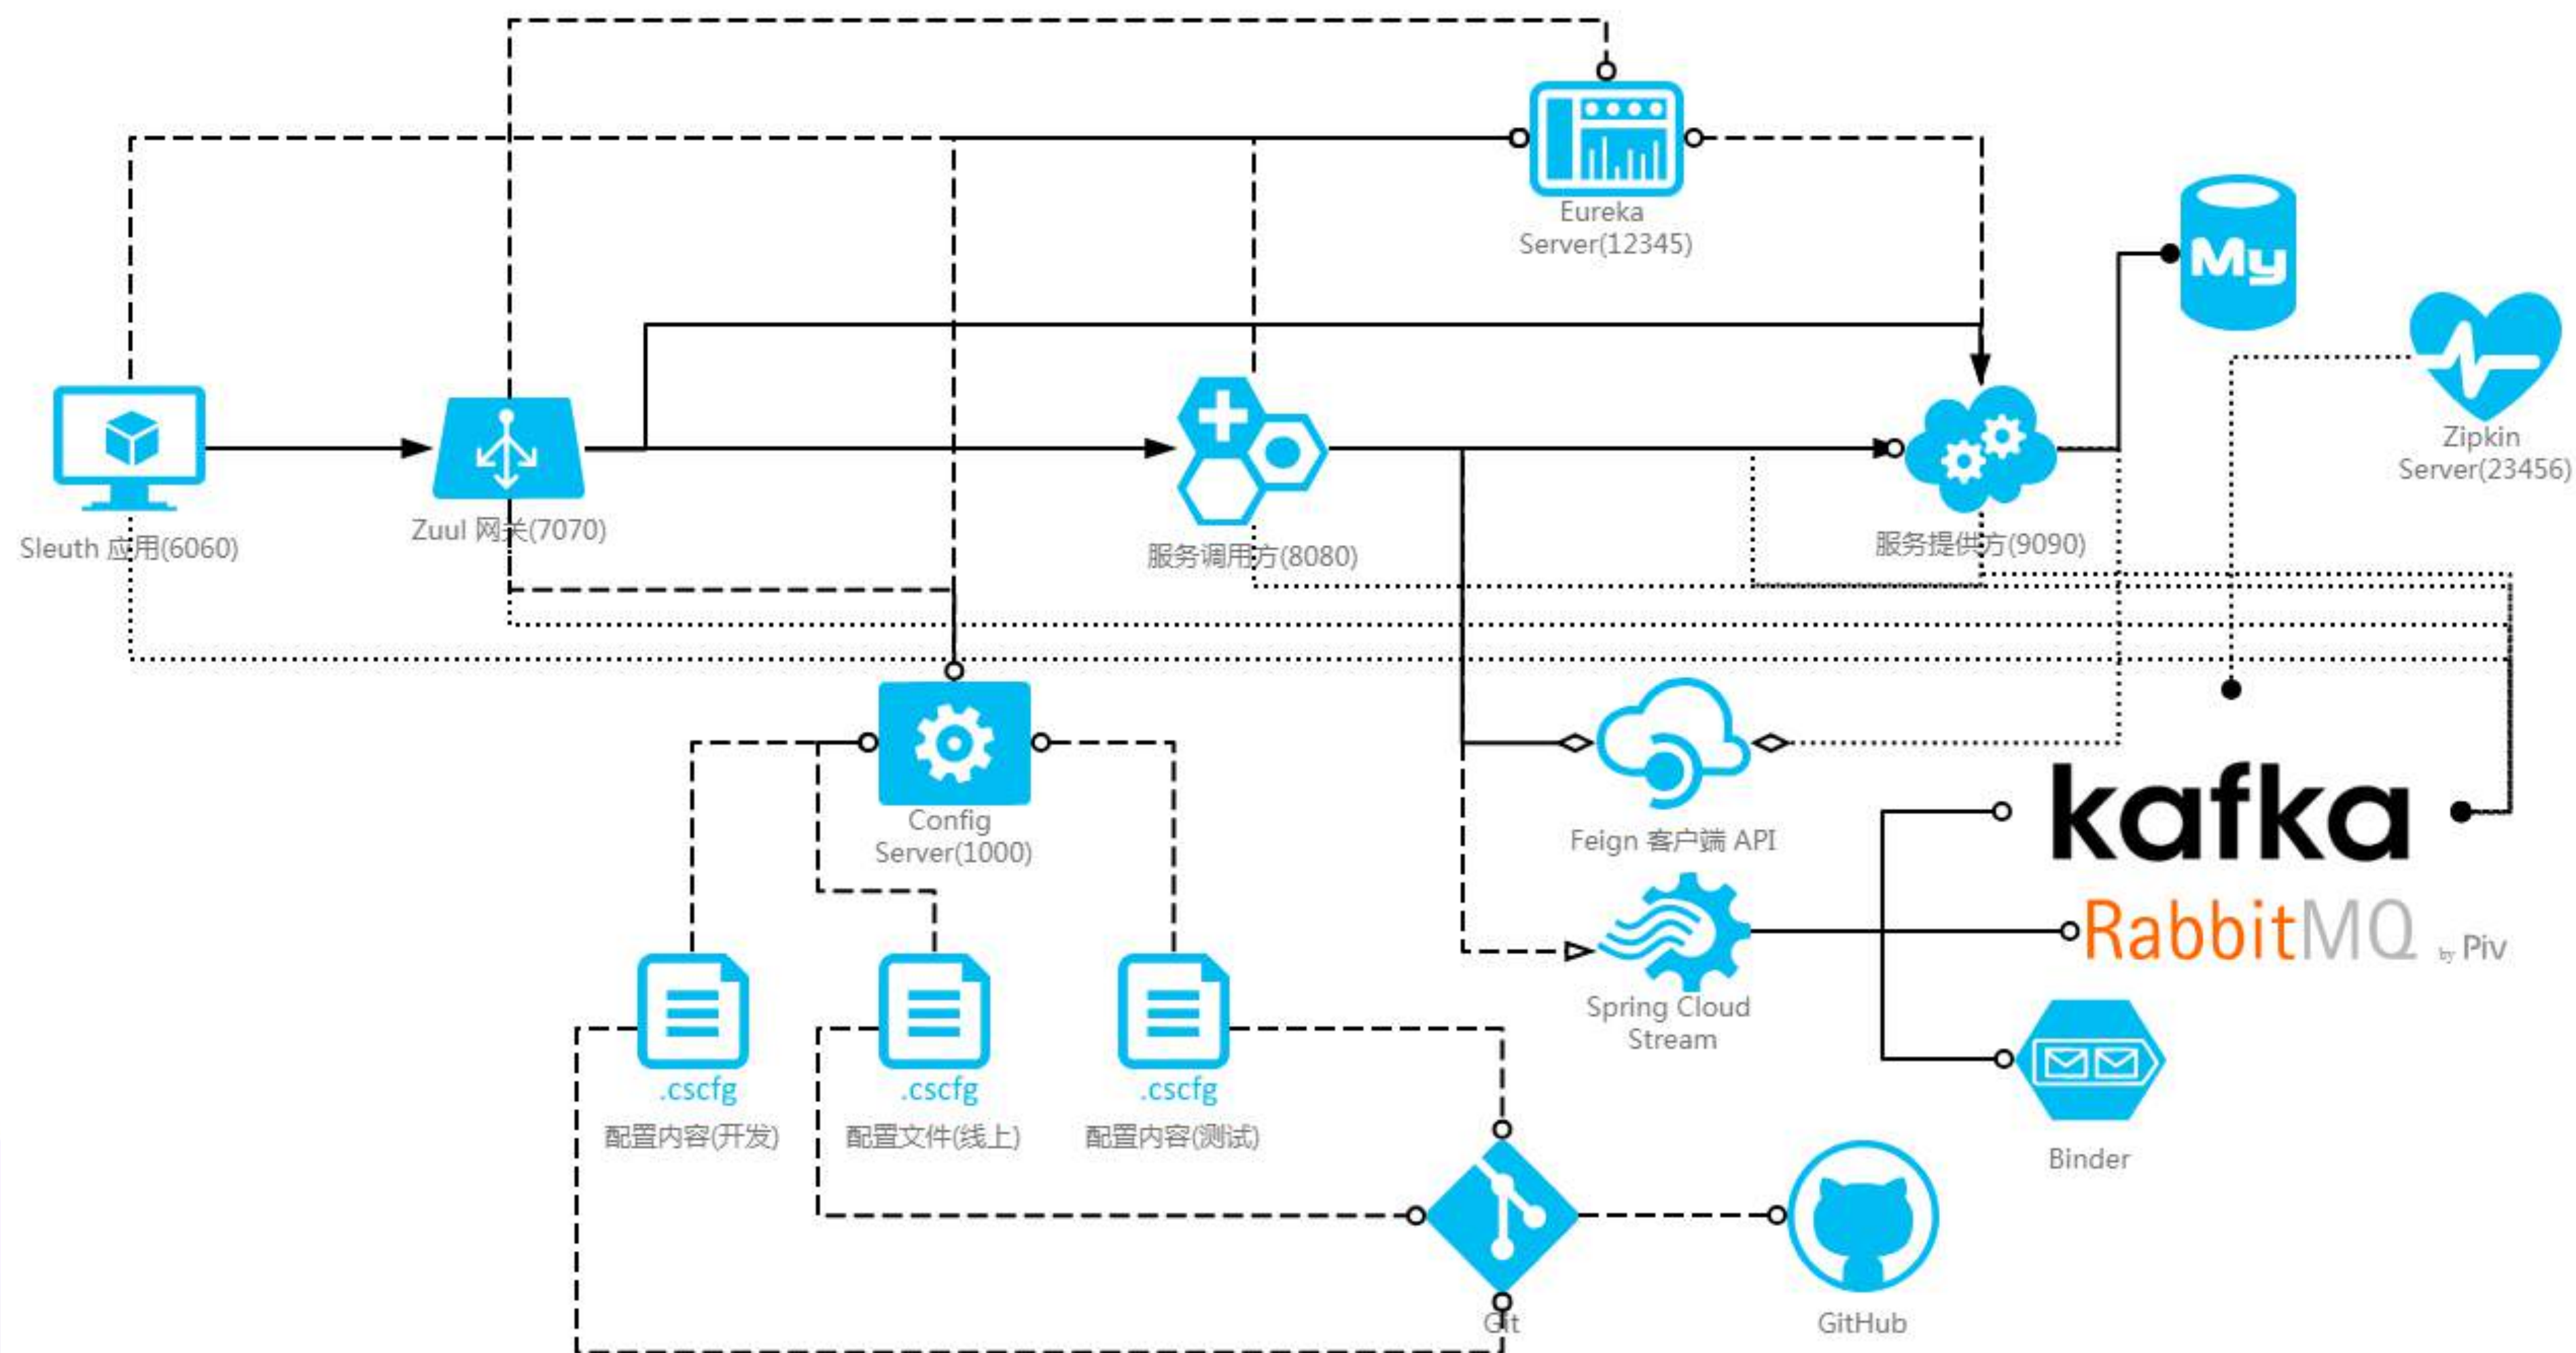 Eureka
Server(12345)
My
Zipkin
Server(23456)
Sleuth 应用(6060)
Zuul 网关(7070)
服务调用方(8080)
服务提供方(9090)
Config
Server(1000)
Feign 客户端 API
kafka
RabbitMQ by Piv
Spring Cloud
Stream
.cscfg
.cscfg
.cscfg
配置内容(开发)
配置文件(线上)
配置内容(测试)
Binder
Git
GitHub